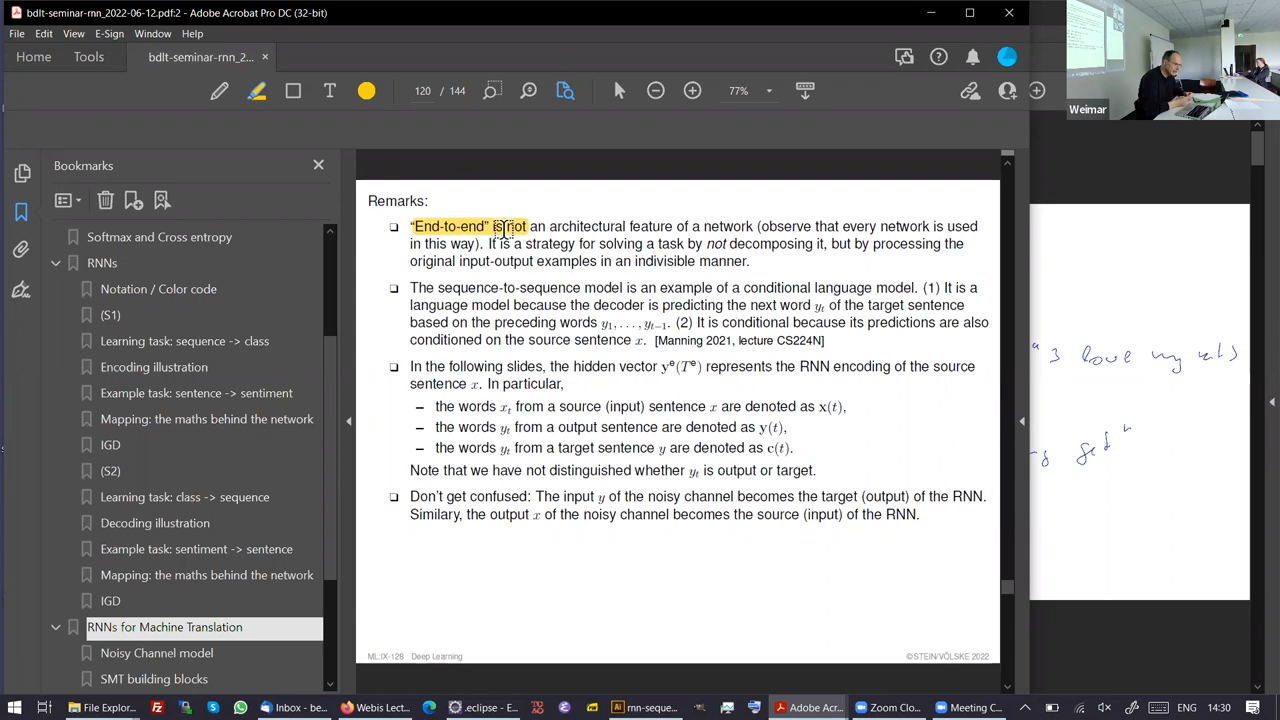 bdlt-seminar-rnn_2022-06-12.pdf:2 - Adobe Acrobat Pro DC (32-bit)
File Edit View E-Sign Window Help
Home Tools bdlt-seminar-rnn_2... ×
120 / 144 77%
Weimar
Bookmarks
Softmax and Cross entropy
RNNs
Notation / Color code
(S1)
Learning task: sequence -> class
Encoding illustration
Example task: sentence -> sentiment
Mapping: the maths behind the network
IGD
(S2)
Learning task: class -> sequence
Decoding illustration
Example task: sentiment -> sentence
Mapping: the maths behind the network
IGD
RNNs for Machine Translation
Noisy Channel model
SMT building blocks
Remarks:
❑ “End-to-end” is not an architectural feature of a network (observe that every network is used
in this way). It is a strategy for solving a task by not decomposing it, but by processing the
original input-output examples in an indivisible manner.
❑ The sequence-to-sequence model is an example of a conditional language model. (1) It is a
language model because the decoder is predicting the next word yₜ of the target sentence
based on the preceding words y₁, . . . , yₜ₋₁. (2) It is conditional because its predictions are also
conditioned on the source sentence x. [Manning 2021, lecture CS224N]
❑ In the following slides, the hidden vector yᵉ(Tᵉ) represents the RNN encoding of the source
sentence x. In particular,
– the words xₜ from a source (input) sentence x are denoted as x(t),
– the words yₜ from a output sentence are denoted as y(t),
– the words yₜ from a target sentence y are denoted as c(t).
Note that we have not distinguished whether yₜ is output or target.
❑ Don’t get confused: The input y of the noisy channel becomes the target (output) of the RNN.
Similary, the output x of the noisy channel becomes the source (input) of the RNN.
ML:IX-128 Deep Learning ©STEIN/VÖLSKE 2022
File Explorer Inbox - b... Webis Lect... .eclipse - E... rnn-seque... Adobe Acr... Zoom Clo... Meeting C... ENG 14:30